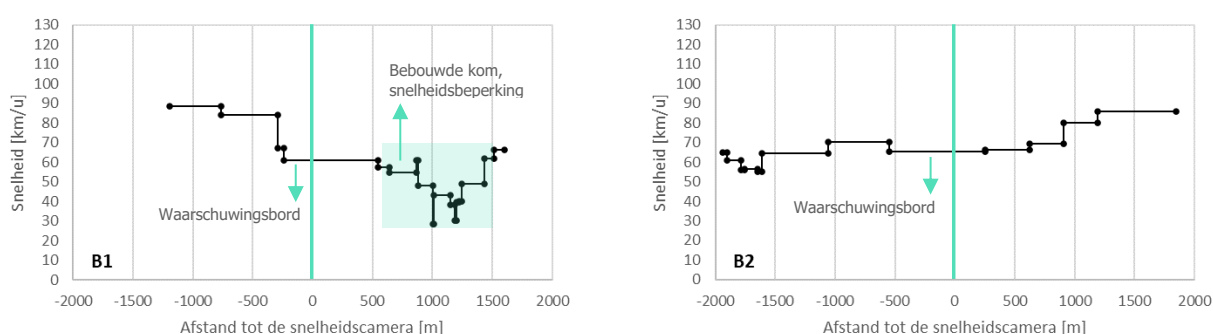 130
120
110
100
90
80
70
60
50
40
30
20
10
0
Snelheid [km/u]
Bebouwde kom,
snelheidsbeperking
Waarschuwingsbord
B1
-2000 -1500 -1000 -500 0 500 1000 1500 2000
Afstand tot de snelheidscamera [m]
130
120
110
100
90
80
70
60
50
40
30
20
10
0
Snelheid [km/u]
Waarschuwingsbord
B2
-2000 -1500 -1000 -500 0 500 1000 1500 2000
Afstand tot de snelheidscamera [m]